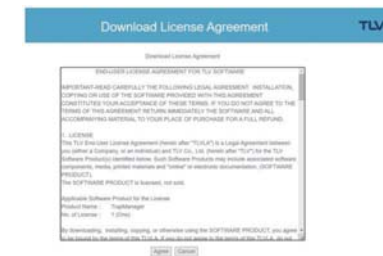 Download License Agreement
TLV
Download License Agreement
END-USER LICENSE AGREEMENT FOR TLV SOFTWARE
IMPORTANT-READ CAREFULLY THE FOLLOWING LEGAL AGREEMENT. INSTALLATION,
COPYING OR USE OF THE SOFTWARE PROVIDED WITH THIS AGREEMENT
CONSTITUTES YOUR ACCEPTANCE OF THESE TERMS. IF YOU DO NOT AGREE TO THE
TERMS OF THIS AGREEMENT RETURN IMMEDIATELY THE SOFTWARE AND ALL
ACCOMPANYING MATERIAL TO YOUR PLACE OF PURCHASE FOR A FULL REFUND.
1. LICENSE
This TLV End-User License Agreement (herein after "TLVLA") is a Legal Agreement between
you (either a Company, or an individual) and TLV Co., Ltd. (herein after "TLV") for the TLV
Software Product(s) identified below. Such Software Products may include associated software
components, media, printed materials and "online" or electronic documentation. (SOFTWARE
PRODUCT).
The SOFTWARE PRODUCT is licensed, not sold.
Applicable Software Product for the License
Product Name : TrapManager
No. of License : 1 (One)
By downloading, installing, copying, or otherwise using the SOFTWARE PRODUCT, you agree
to be bound by the terms of this TLVLA. If you do not agree to the terms of this TLVLA, do not
Agree Cancel